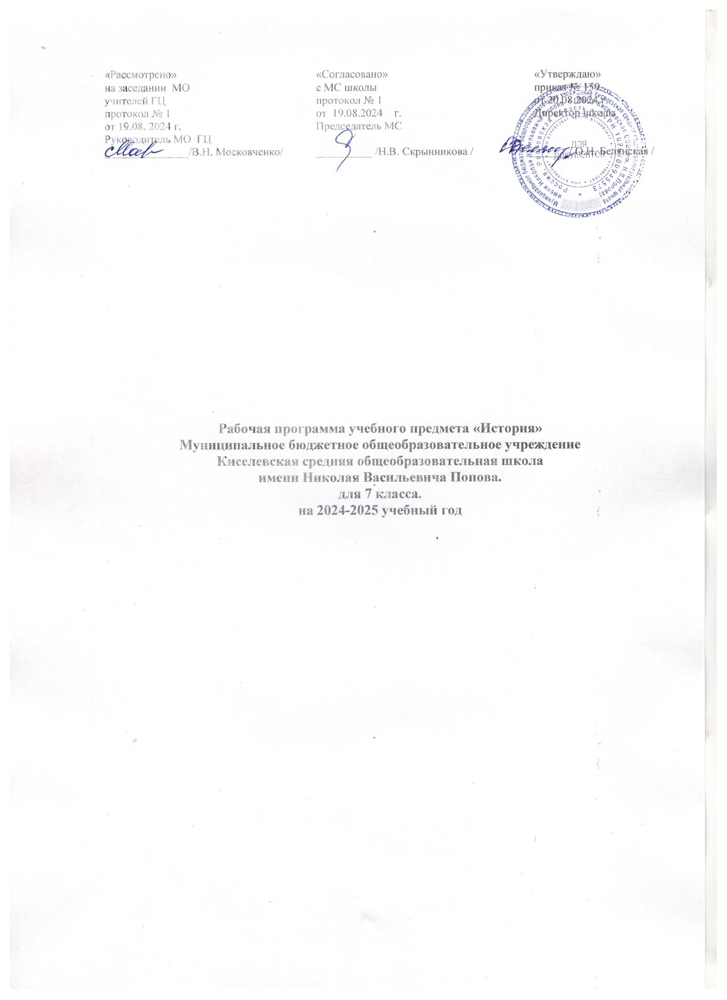 «Рассмотрено»
на заседании МО
учителей ГЦ
протокол № 1
от 19.08. 2024 г.
Руководитель МО ГЦ
/В.Н. Московченко/
«Согласовано»
с МС школы
протокол № 1
от 19.08.2024 г.
Председатель МС
/Н.В. Скрынникова /
«Утверждаю»
приказ № 159
от 20.08.2024 г.
Директор школы
/ О.Н. Белянская /
ДЛЯ
ДОКУМЕНТОВ
Рабочая программа учебного предмета «История»
Муниципальное бюджетное общеобразовательное учреждение
Киселевская средняя общеобразовательная школа
имени Николая Васильевича Попова.
для 7 класса.
на 2024-2025 учебный год